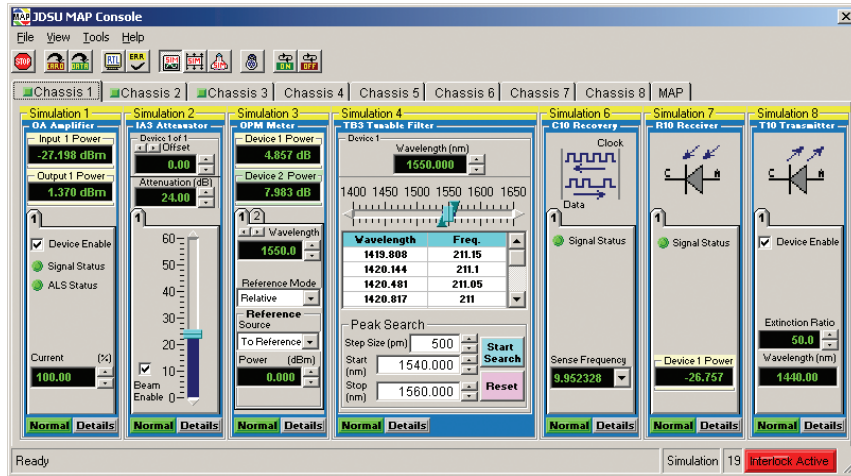 MAP JDSU MAP Console
File View Tools Help
STOP CARD DATA RTL ERR SIM SIM SIM ON OFF
Chassis 1 Chassis 2 Chassis 3 Chassis 4 Chassis 5 Chassis 6 Chassis 7 Chassis 8 MAP
Simulation 1
OA Amplifier
Input 1 Power
-27.198 dBm
Output 1 Power
1.370 dBm
1
Device Enable
Signal Status
ALS Status
Current (%)
100.00
Normal Details
Simulation 2
IA3 Attenuator
Device 1 of 1
Offset
0.00
Attenuation (dB)
24.00
1
60
50
40
30
20
10
0
Beam
Enable
Normal Details
Simulation 3
OPM Meter
Device 1 Power
4.857 dB
Device 2 Power
7.983 dB
1 2
Wavelength
1550.0
Reference Mode
Relative
Reference
Source
To Reference
Power (dBm)
0.000
Normal Details
Simulation 4
TB3 Tunable Filter
Device 1
Wavelength (nm)
1550.000
1400 1450 1500 1550 1600 1650
Wavelength Freq.
1419.808 211.15
1420.144 211.1
1420.481 211.05
1420.817 211
Peak Search
Step Size (pm) 500
Start
(nm) 1540.000
Stop
(nm) 1560.000
Start
Search
Reset
Normal Details
Simulation 6
C10 Recovery
Clock
Data
1
Signal Status
Sense Frequency
9.952328
Normal Details
Simulation 7
R10 Receiver
C A
1
Signal Status
Device 1 Power
-26.757
Normal Details
Simulation 8
T10 Transmitter
C A
1
Device Enable
Extinction Ratio
50.0
Wavelength (nm)
1440.00
Normal Details
Ready
Simulation 19 Interlock Active